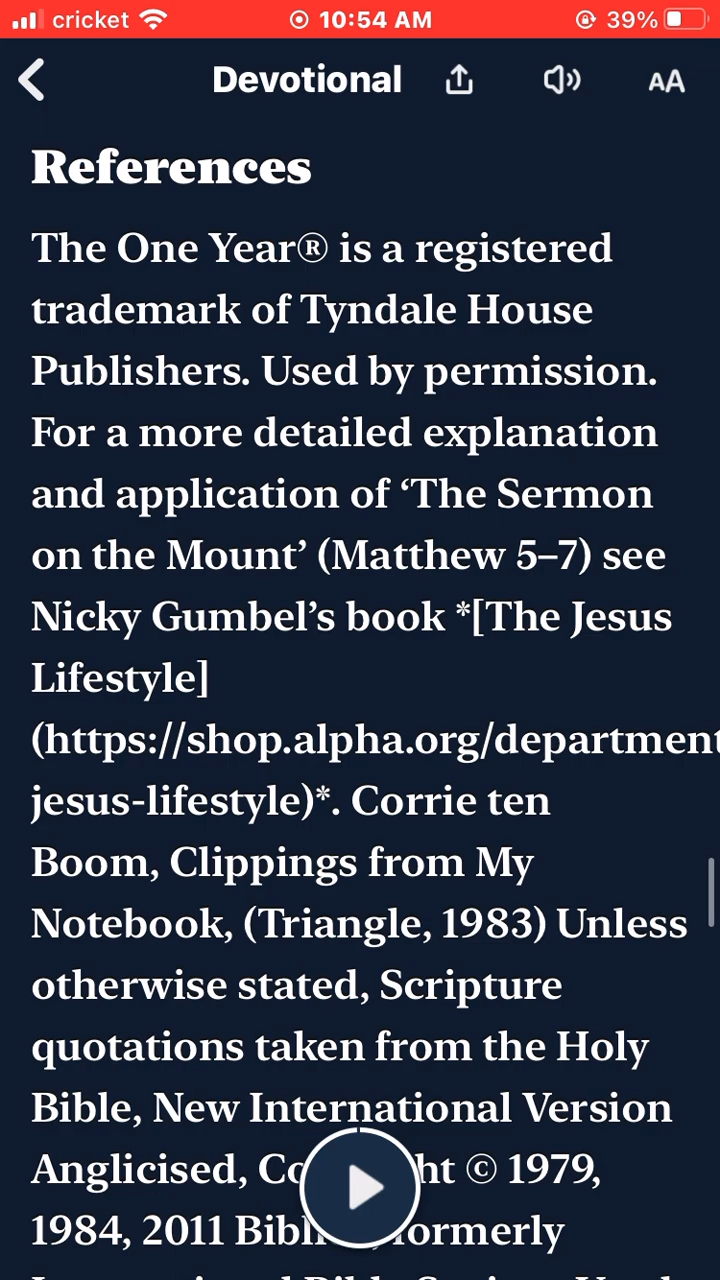 cricket 10:54 AM 39%
Devotional AA
References
The One Year® is a registered
trademark of Tyndale House
Publishers. Used by permission.
For a more detailed explanation
and application of ‘The Sermon
on the Mount’ (Matthew 5–7) see
Nicky Gumbel’s book *[The Jesus
Lifestyle]
(https://shop.alpha.org/department
jesus-lifestyle)*. Corrie ten
Boom, Clippings from My
Notebook, (Triangle, 1983) Unless
otherwise stated, Scripture
quotations taken from the Holy
Bible, New International Version
Anglicised, © 1979,
1984, 2011